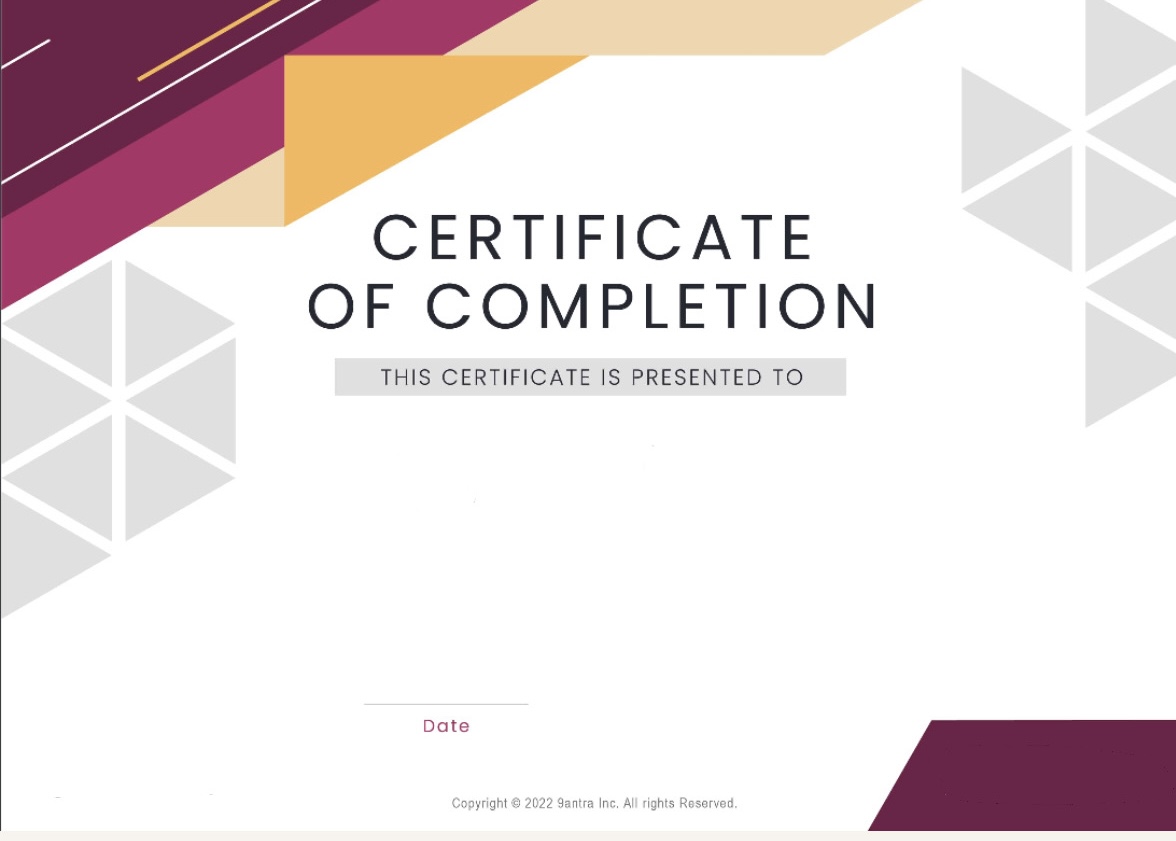 CERTIFICATE
OF COMPLETION
THIS CERTIFICATE IS PRESENTED TO
Date
Copyright © 2022 9antra Inc. All rights Reserved.